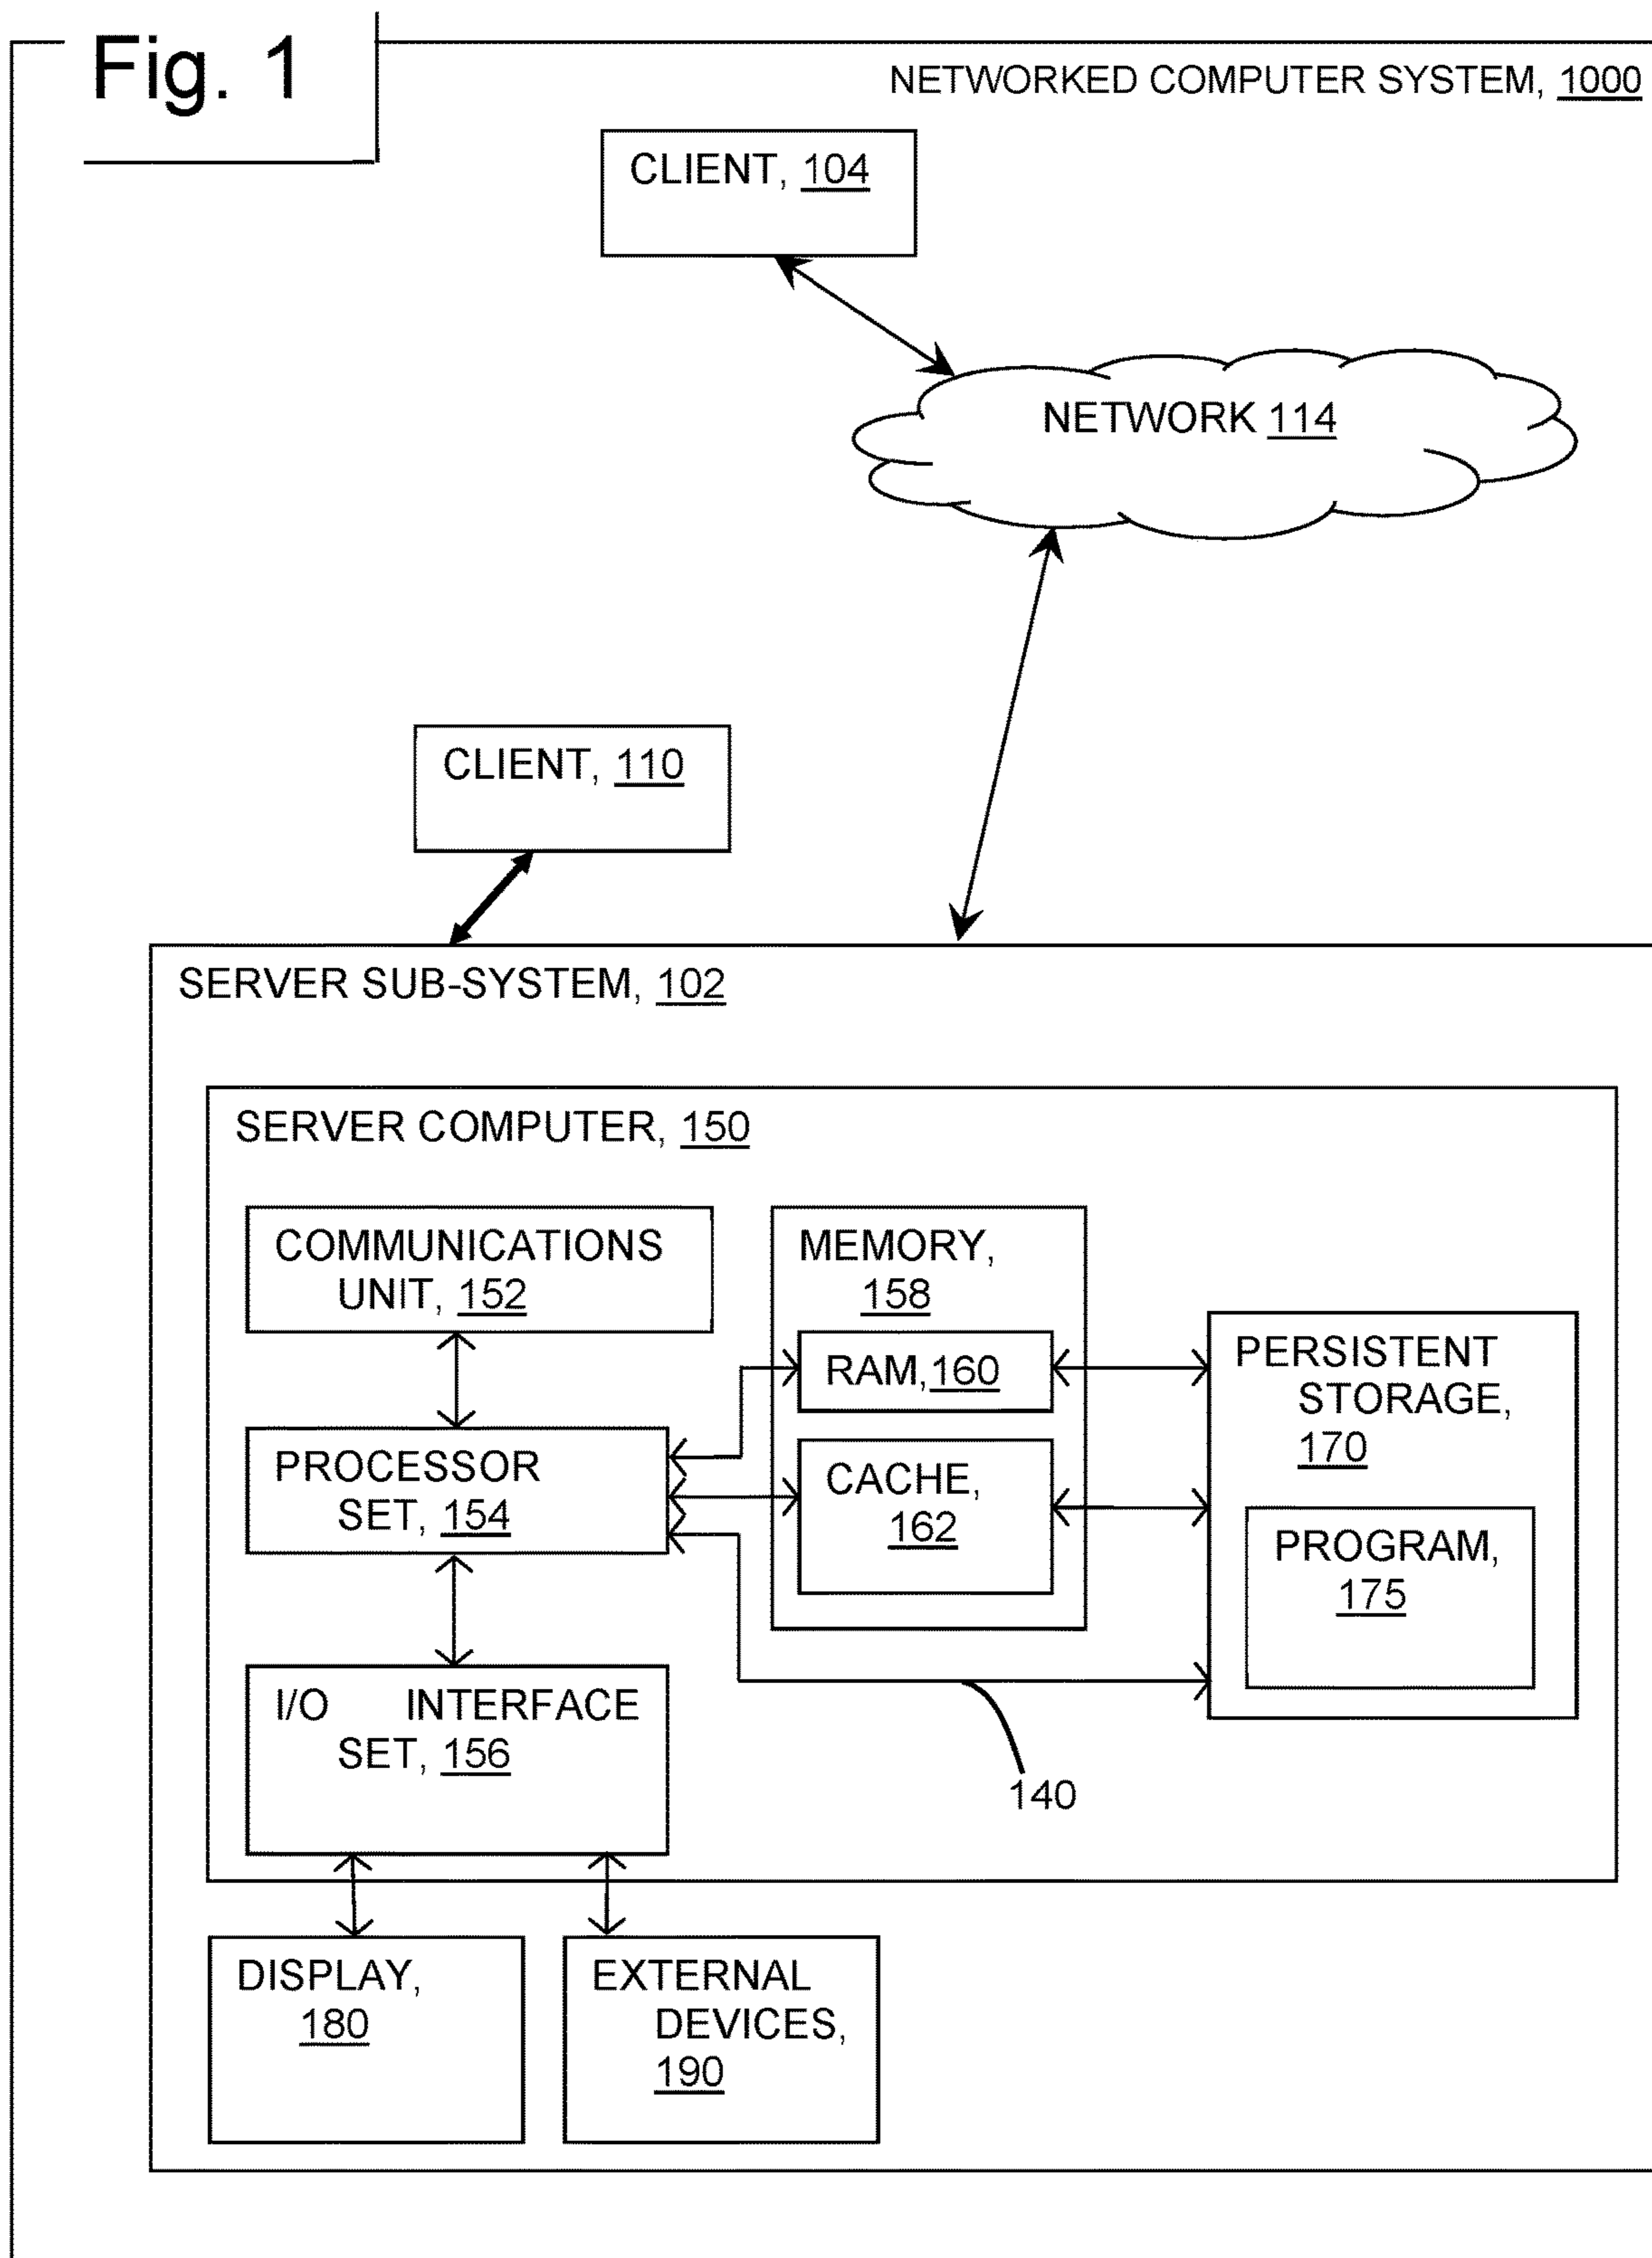 Fig. 1
NETWORKED COMPUTER SYSTEM, 1000
CLIENT, 104
NETWORK 114
CLIENT, 110
SERVER SUB-SYSTEM, 102
SERVER COMPUTER, 150
COMMUNICATIONS
UNIT, 152
MEMORY,
158
RAM,160
PERSISTENT
STORAGE,
170
PROCESSOR
SET, 154
CACHE,
162
PROGRAM,
175
I/O INTERFACE
SET, 156
140
DISPLAY,
180
EXTERNAL
DEVICES,
190